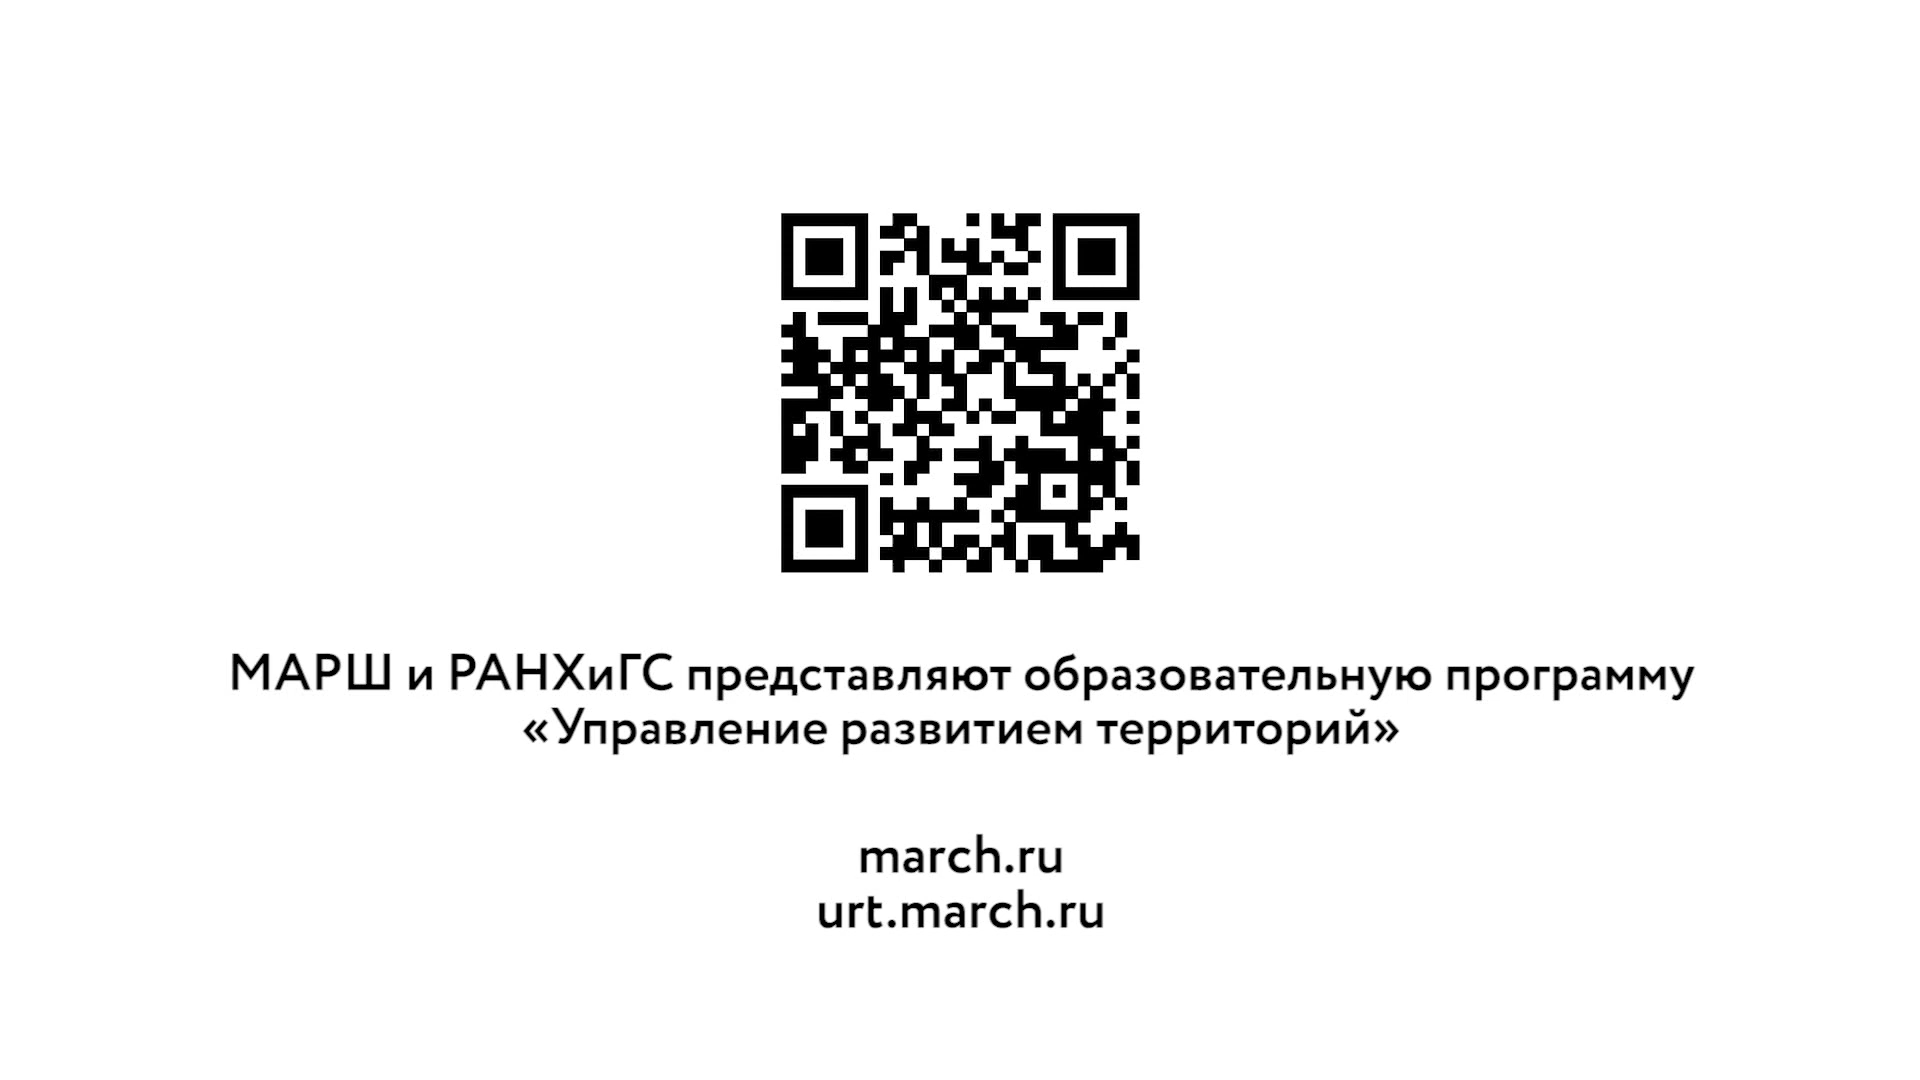 МАРШ и РАНХиГС представляют образовательную программу
«Управление развитием территорий»
march.ru
urt.march.ru